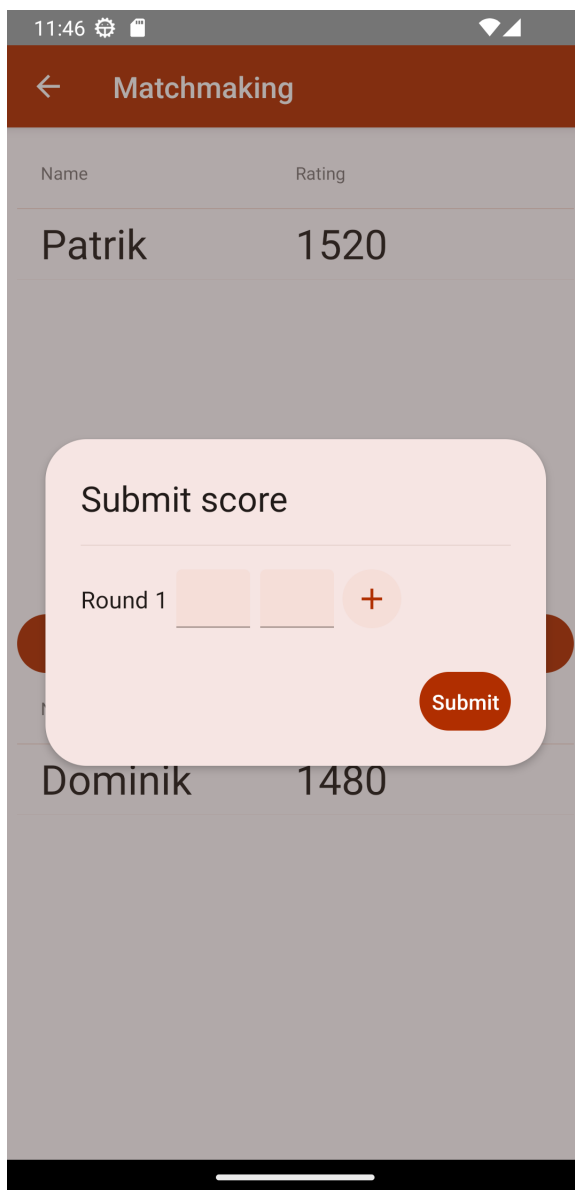 11:46
Matchmaking
Name Rating
Patrik 1520
Submit score
Round 1 +
Submit
Dominik 1480